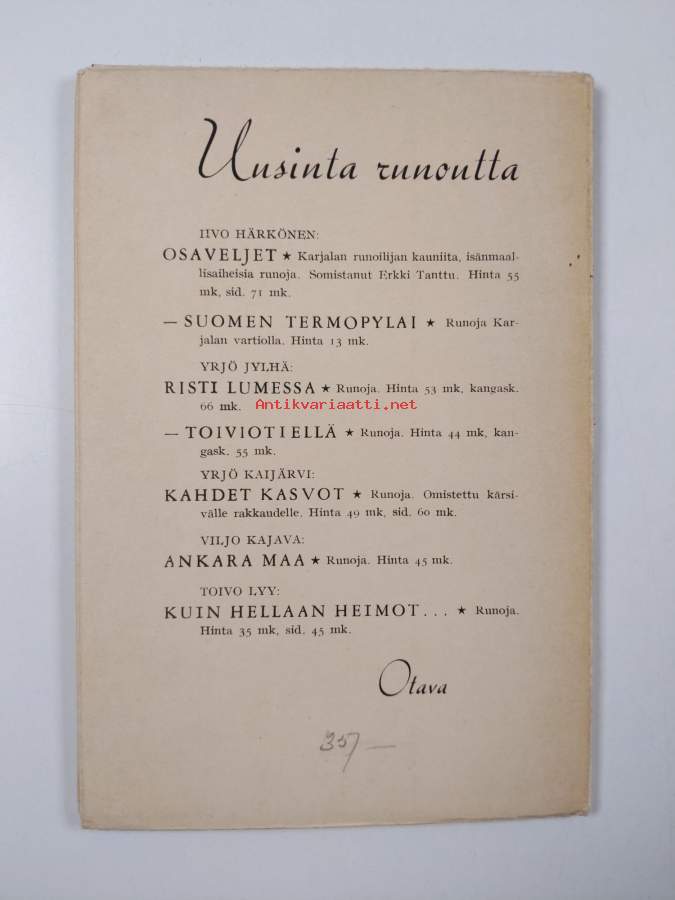 Uusinta runoutta
IIVO HÄRKÖNEN:
OSAVELJET ★ Karjalan runoilijan kauniita, isänmaal-
lisaiheisia runoja. Somistanut Erkki Tanttu. Hinta 55
mk, sid. 71 mk.
— SUOMEN TERMOPYLAI ★ Runoja Kar-
jalan vartiolla. Hinta 13 mk.
YRJÖ JYLHÄ:
RISTI LUMESSA ★ Runoja. Hinta 53 mk, kangask.
66 mk.
Antikvariaatti.net
— TOIVIOTIELLÄ ★ Runoja. Hinta 44 mk, kan-
gask. 55 mk.
YRJÖ KAIJÄRVI:
KAHDET KASVOT ★ Runoja. Omistettu kärsi-
välle rakkaudelle. Hinta 49 mk, sid. 60 mk.
VILJO KAJAVA:
ANKARA MAA ★ Runoja. Hinta 45 mk.
TOIVO LYY:
KUIN HELLAAN HEIMOT... ★ Runoja.
Hinta 35 mk, sid. 45 mk.
Otava
35/—